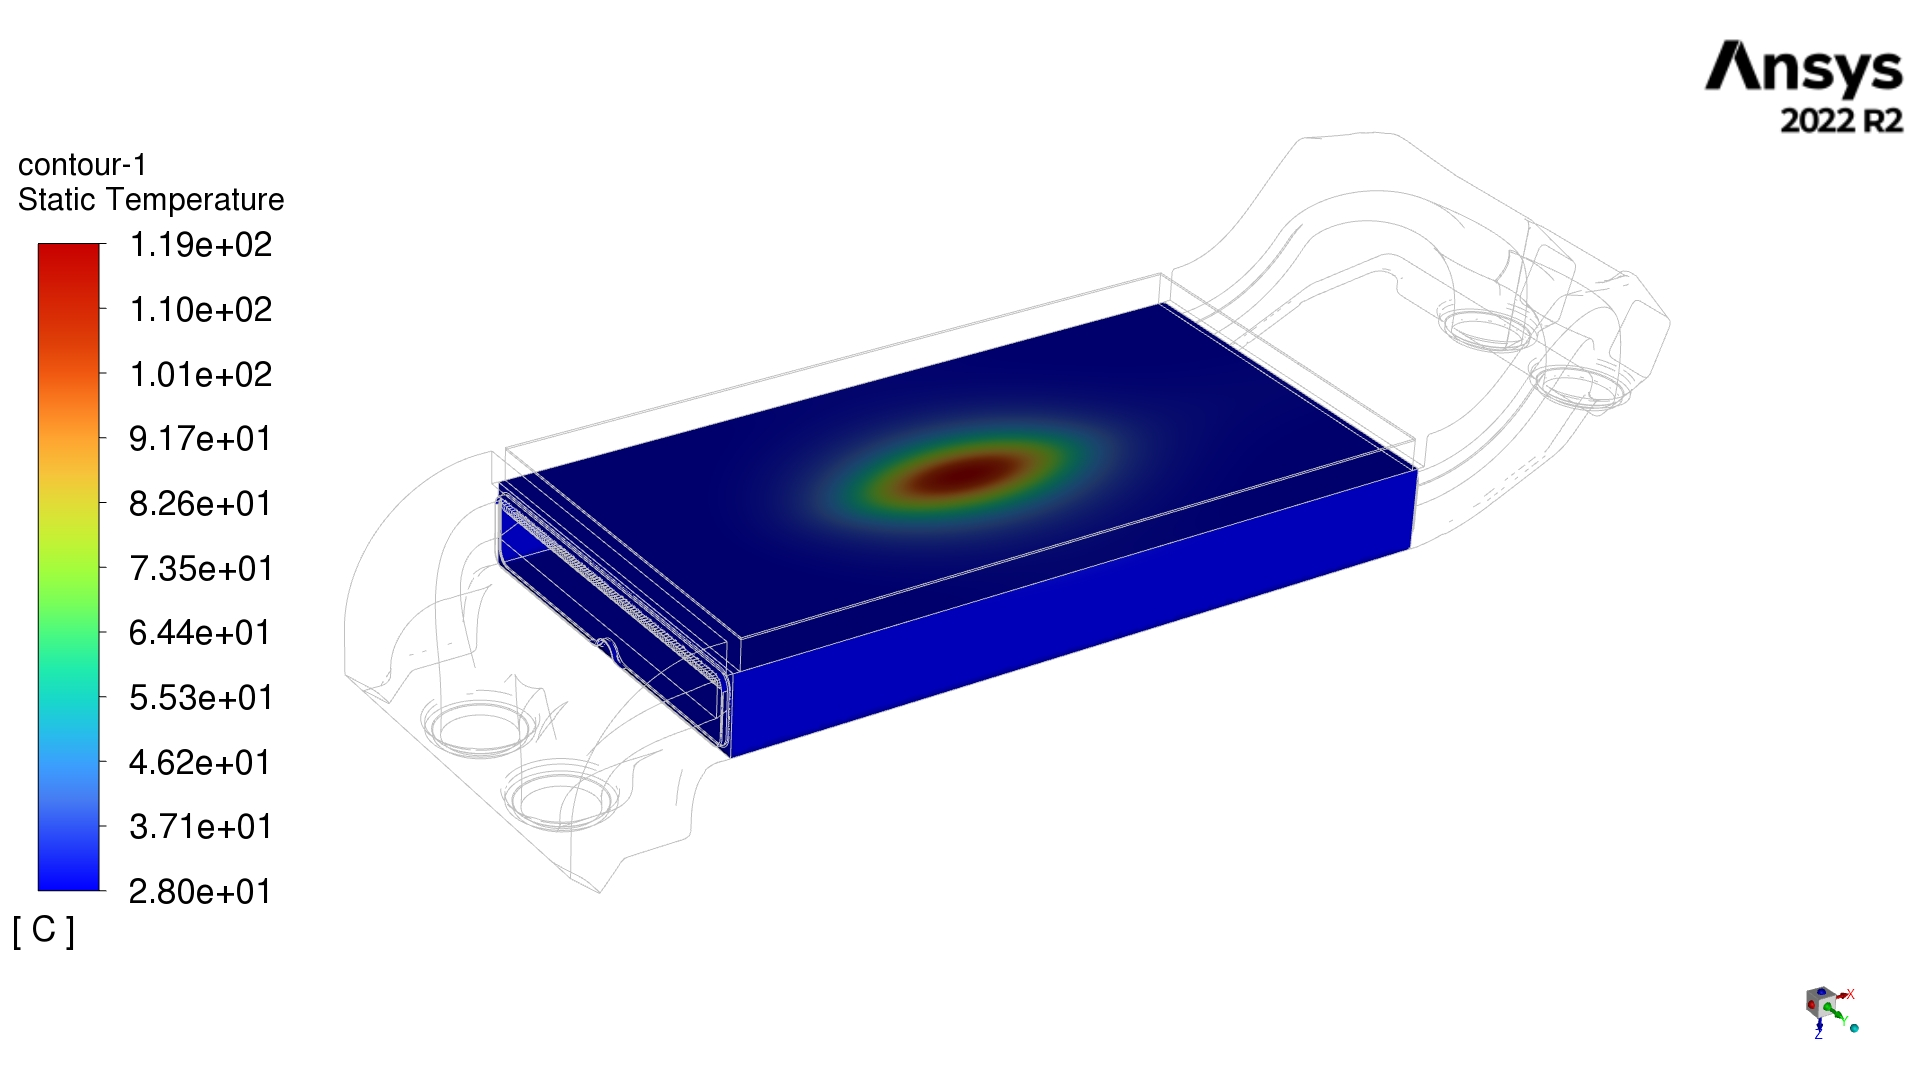 Ansys
2022 R2
contour-1
Static Temperature
1.19e+02
1.10e+02
1.01e+02
9.17e+01
8.26e+01
7.35e+01
6.44e+01
5.53e+01
4.62e+01
3.71e+01
2.80e+01
[ C ]
X
Y
Z